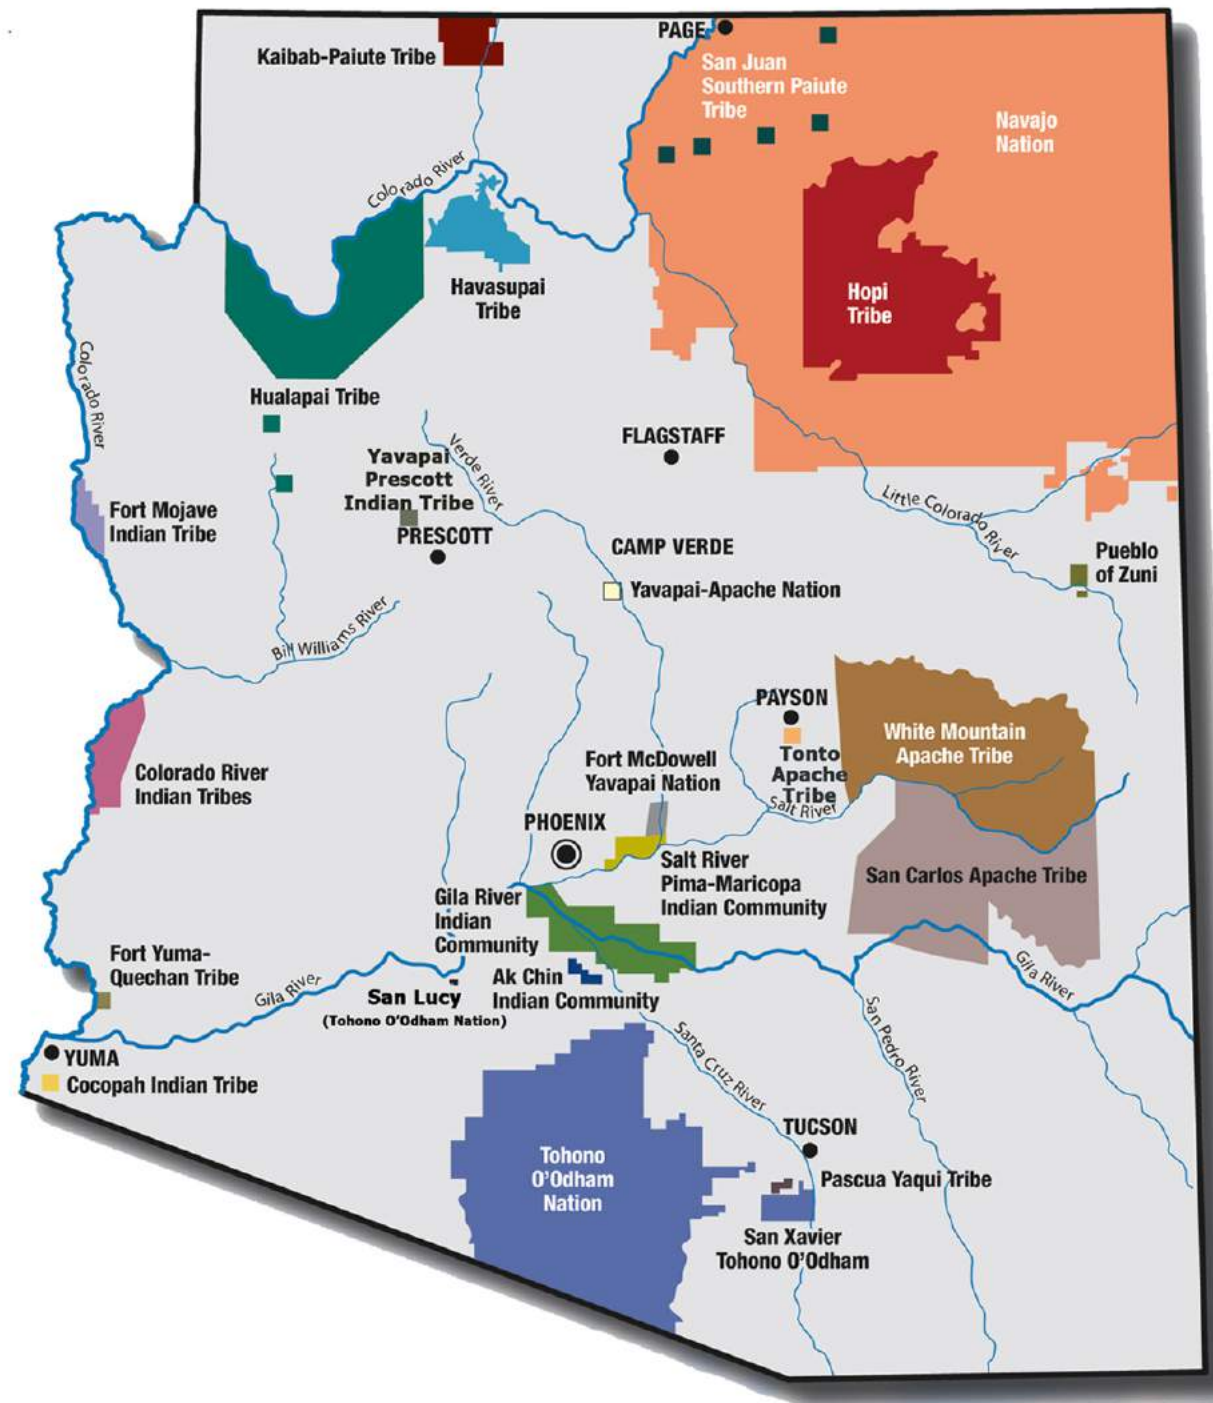 PAGE
Kaibab-Paiute Tribe
San Juan
Southern Paiute
Tribe
Navajo
Nation
Colorado River
Havasupai
Tribe
Hopi
Tribe
Colorado River
Hualapai Tribe
FLAGSTAFF
Verde River
Yavapai
Prescott
Indian Tribe
PRESCOTT
Fort Mojave
Indian Tribe
Little Colorado River
CAMP VERDE
Yavapai-Apache Nation
Pueblo
of Zuni
Bill Williams River
PAYSON
Tonto
Apache
Tribe
Salt River
White Mountain
Apache Tribe
Fort McDowell
Yavapai Nation
Colorado River
Indian Tribes
PHOENIX
Salt River
Pima-Maricopa
Indian Community
San Carlos Apache Tribe
Gila River
Indian
Community
Fort Yuma-
Quechan Tribe
Gila River
San Lucy
(Tohono O'Odham Nation)
Ak Chin
Indian Community
Gila River
San Pedro River
Santa Cruz River
YUMA
Cocopah Indian Tribe
TUCSON
Tohono
O'Odham
Nation
Pascua Yaqui Tribe
San Xavier
Tohono O'Odham